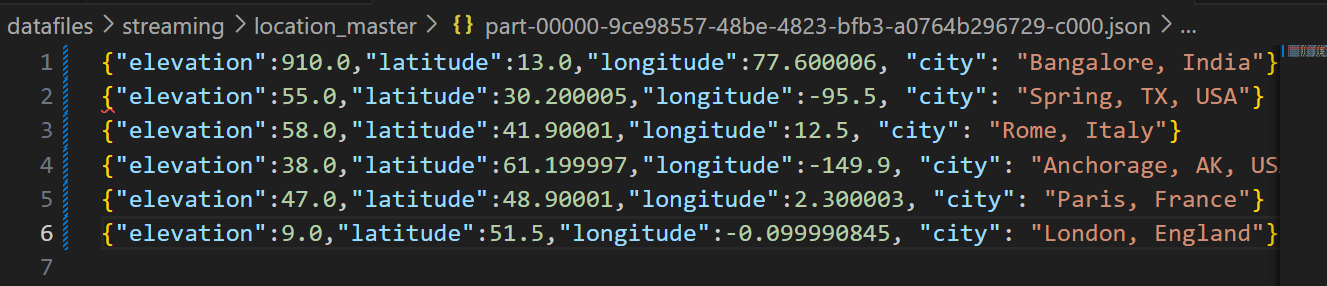 datafiles > streaming > location_master > {} part-00000-9ce98557-48be-4823-bfb3-a0764b296729-c000.json > ...
1 {"elevation":910.0,"latitude":13.0,"longitude":77.600006, "city": "Bangalore, India"}
2 {"elevation":55.0,"latitude":30.200005,"longitude":-95.5, "city": "Spring, TX, USA"}
3 {"elevation":58.0,"latitude":41.90001,"longitude":12.5, "city": "Rome, Italy"}
4 {"elevation":38.0,"latitude":61.199997,"longitude":-149.9, "city": "Anchorage, AK,
5 {"elevation":47.0,"latitude":48.90001,"longitude":2.300003, "city": "Paris, France"}
6 {"elevation":9.0,"latitude":51.5,"longitude":-0.099990845, "city": "London, England"}
7